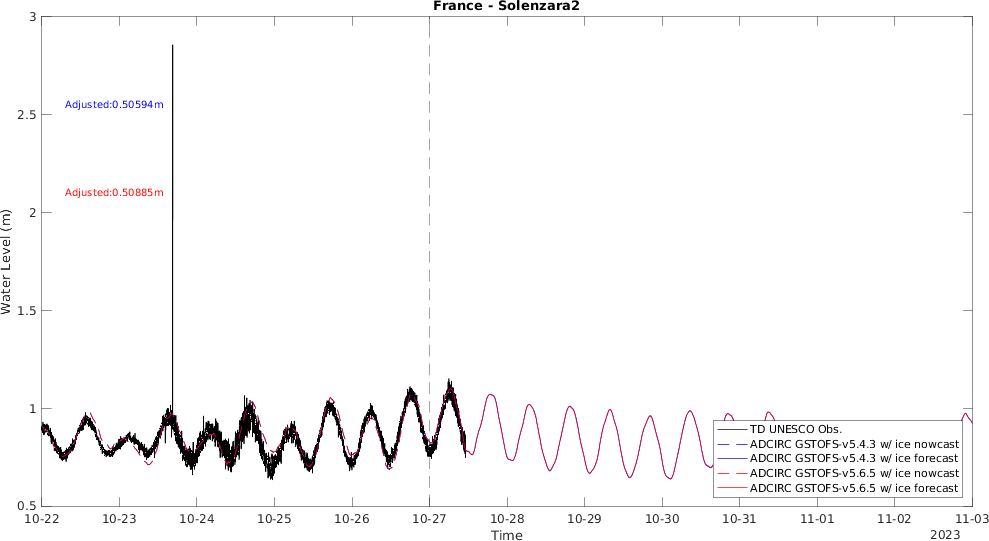 France - Solenzara2
3
2.5
2
1.5
1
0.5
Water Level (m)
Adjusted:0.50594m
Adjusted:0.50885m
TD UNESCO Obs.
ADCIRC GSTOFS-v5.4.3 w/ ice nowcast
ADCIRC GSTOFS-v5.4.3 w/ ice forecast
ADCIRC GSTOFS-v5.6.5 w/ ice nowcast
ADCIRC GSTOFS-v5.6.5 w/ ice forecast
10-22 10-23 10-24 10-25 10-26 10-27 10-28 10-29 10-30 10-31 11-01 11-02 11-03
Time
2023